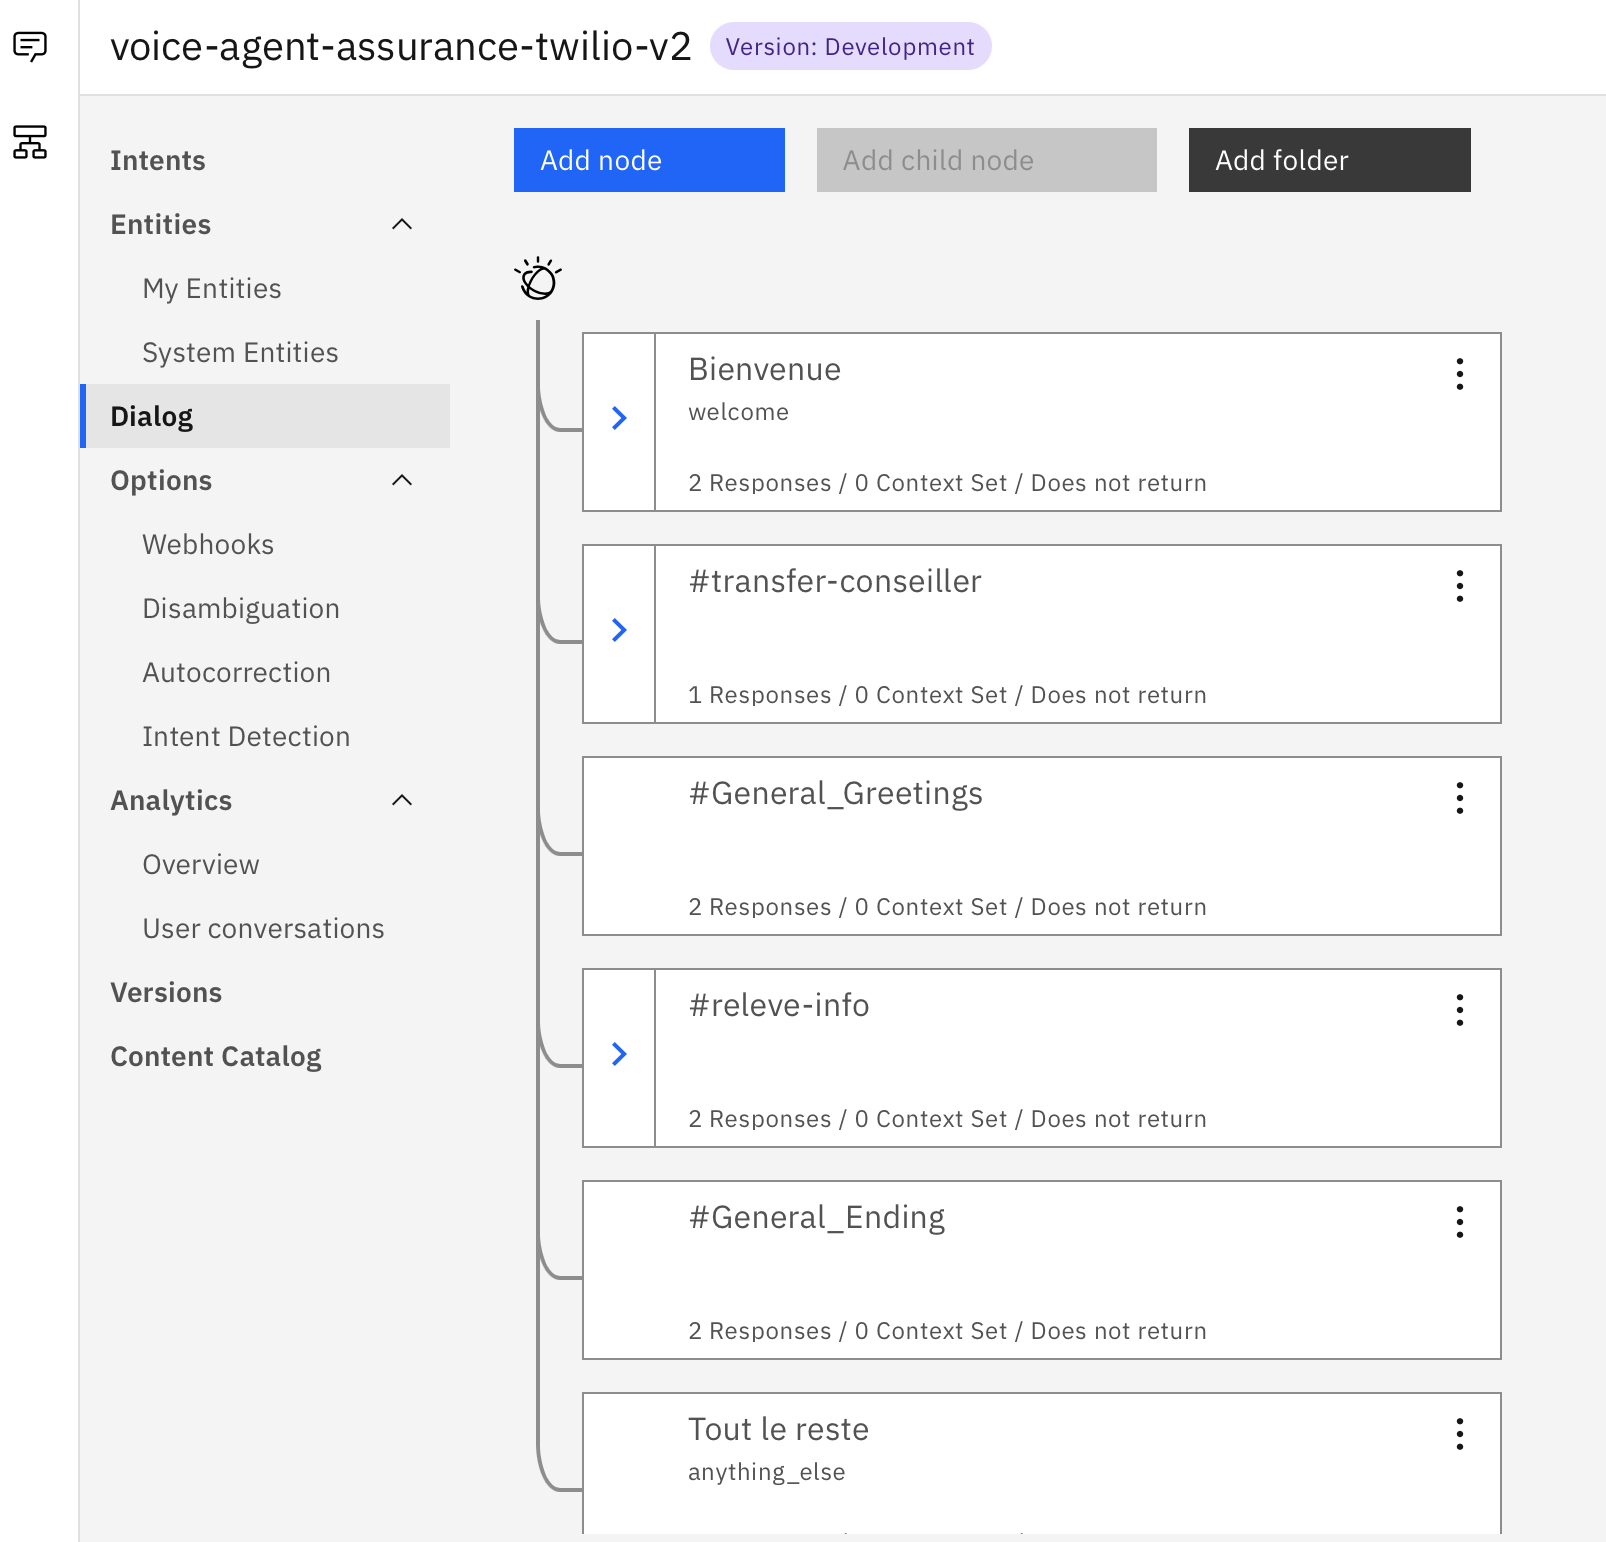 voice-agent-assurance-twilio-v2
Version: Development
Intents
Entities
My Entities
System Entities
Dialog
Options
Webhooks
Disambiguation
Autocorrection
Intent Detection
Analytics
Overview
User conversations
Versions
Content Catalog
Add node
Add child node
Add folder
Bienvenue
welcome
2 Responses / 0 Context Set / Does not return
#transfer-conseiller
1 Responses / 0 Context Set / Does not return
#General_Greetings
2 Responses / 0 Context Set / Does not return
#releve-info
2 Responses / 0 Context Set / Does not return
#General_Ending
2 Responses / 0 Context Set / Does not return
Tout le reste
anything_else